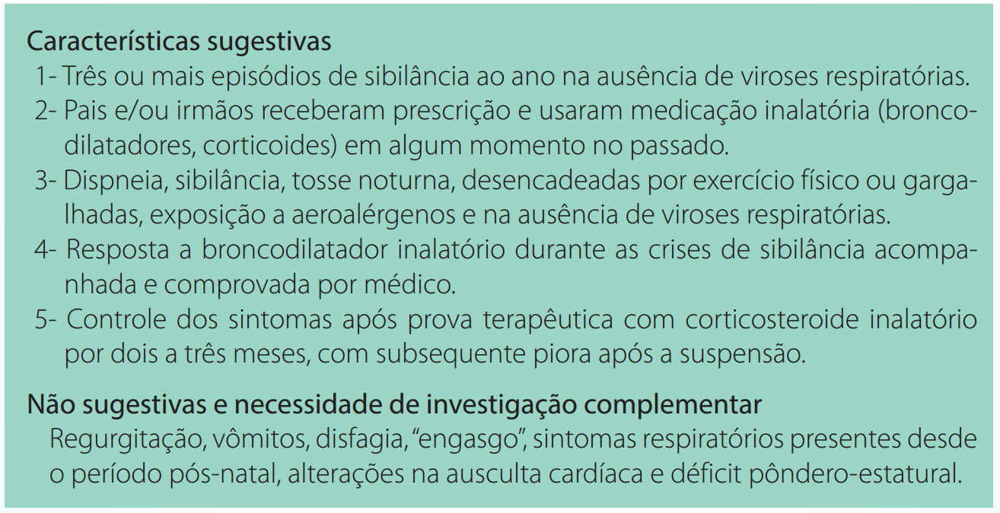 Características sugestivas
1- Três ou mais episódios de sibilância ao ano na ausência de viroses respiratórias.
2- Pais e/ou irmãos receberam prescrição e usaram medicação inalatória (bronco-
dilatadores, corticoides) em algum momento no passado.
3- Dispneia, sibilância, tosse noturna, desencadeadas por exercício físico ou garga-
lhadas, exposição a aeroalérgenos e na ausência de viroses respiratórias.
4- Resposta a broncodilatador inalatório durante as crises de sibilância acompa-
nhada e comprovada por médico.
5- Controle dos sintomas após prova terapêutica com corticosteroide inalatório
por dois a três meses, com subsequente piora após a suspensão.
Não sugestivas e necessidade de investigação complementar
Regurgitação, vômitos, disfagia, “engasgo”, sintomas respiratórios presentes desde
o período pós-natal, alterações na ausculta cardíaca e déficit pôndero-estatural.